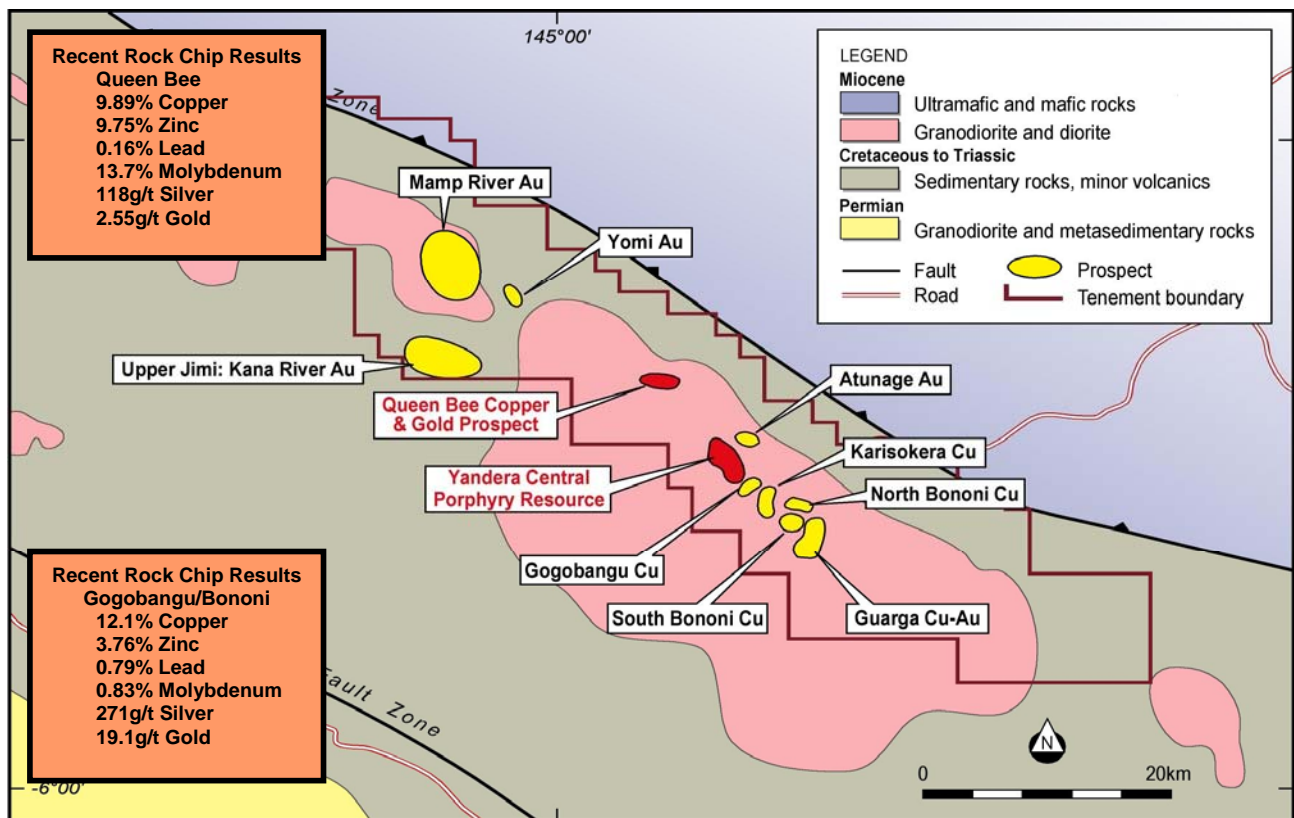 145°00'
Recent Rock Chip Results
Queen Bee
9.89% Copper
9.75% Zinc
0.16% Lead
13.7% Molybdenum
118g/t Silver
2.55g/t Gold
Zone
LEGEND
Miocene
Ultramafic and mafic rocks
Granodiorite and diorite
Cretaceous to Triassic
Sedimentary rocks, minor volcanics
Permian
Granodiorite and metasedimentary rocks
Fault
Prospect
Road
Tenement boundary
Mamp River Au
Yomi Au
Upper Jimi: Kana River Au
Queen Bee Copper
& Gold Prospect
Atunage Au
Karisokera Cu
Yandera Central
Porphyry Resource
North Bononi Cu
Gogobangu Cu
South Bononi Cu
Guarga Cu-Au
Recent Rock Chip Results
Gogobangu/Bononi
12.1% Copper
3.76% Zinc
0.79% Lead
0.83% Molybdenum
271g/t Silver
19.1g/t Gold
Fault Zone
N
0 20km
-6°00'